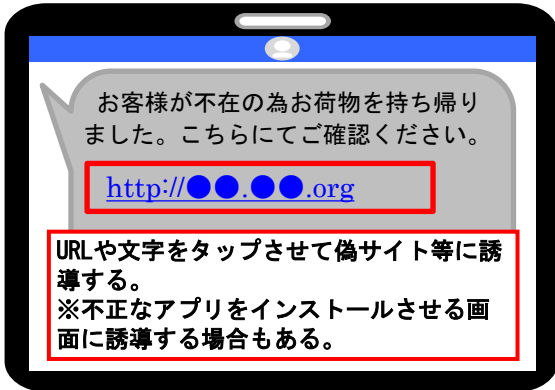 お客様が不在の為お荷物を持ち帰り
ました。こちらにてご確認ください。
http://●●.●●.org
URLや文字をタップさせて偽サイト等に誘
導する。
※不正なアプリをインストールさせる画
面に誘導する場合もある。